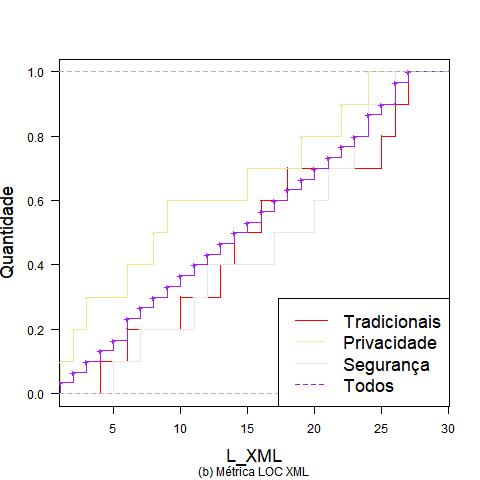 1.0
0.8
0.6
0.4
0.2
0.0
Quantidade
Tradicionais
Privacidade
Segurança
Todos
5 10 15 20 25 30
L_XML
(b) Métrica LOC XML